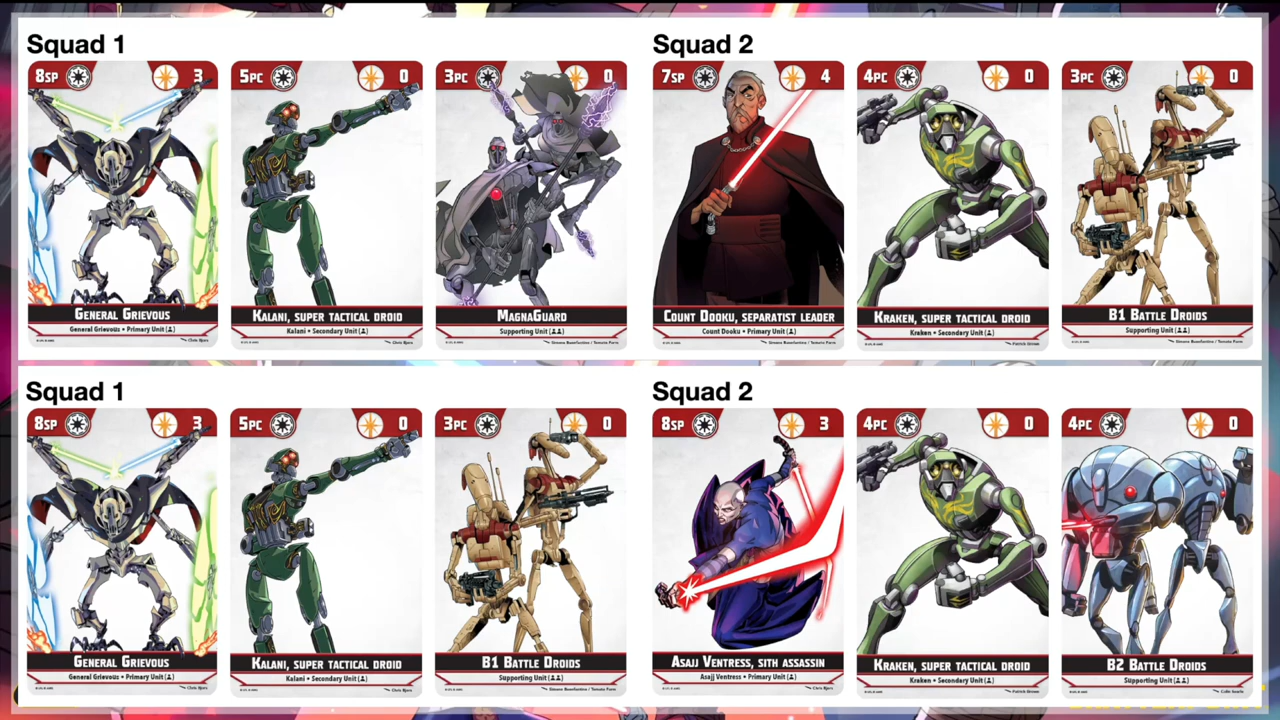 Squad 1
Squad 2
8SP 3
5PC 0
3PC 0
7SP 4
4PC 0
3PC 0
General Grievous
Kalani, super tactical droid
MagnaGuard
Count Dooku, separatist leader
Kraken, super tactical droid
B1 Battle Droids
General Grievous • Primary Unit
Kalani • Secondary Unit
Supporting Unit
Count Dooku • Primary Unit
Kraken • Secondary Unit
Supporting Unit
Squad 1
Squad 2
8SP 3
5PC 0
3PC 0
8SP 3
4PC 0
4PC 0
General Grievous
Kalani, super tactical droid
B1 Battle Droids
Asajj Ventress, sith assassin
Kraken, super tactical droid
B2 Battle Droids
General Grievous • Primary Unit
Kalani • Secondary Unit
Supporting Unit
Asajj Ventress • Primary Unit
Kraken • Secondary Unit
Supporting Unit